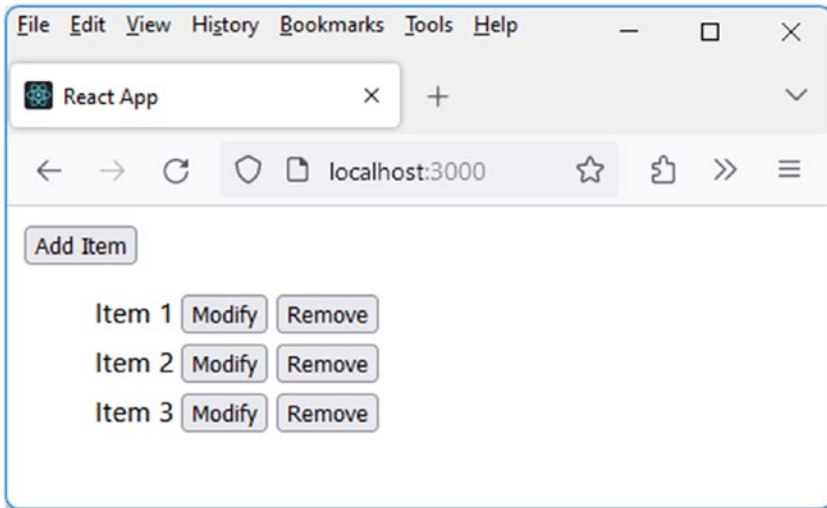 File Edit View History Bookmarks Tools Help
React App
localhost:3000
Add Item
Item 1 Modify Remove
Item 2 Modify Remove
Item 3 Modify Remove